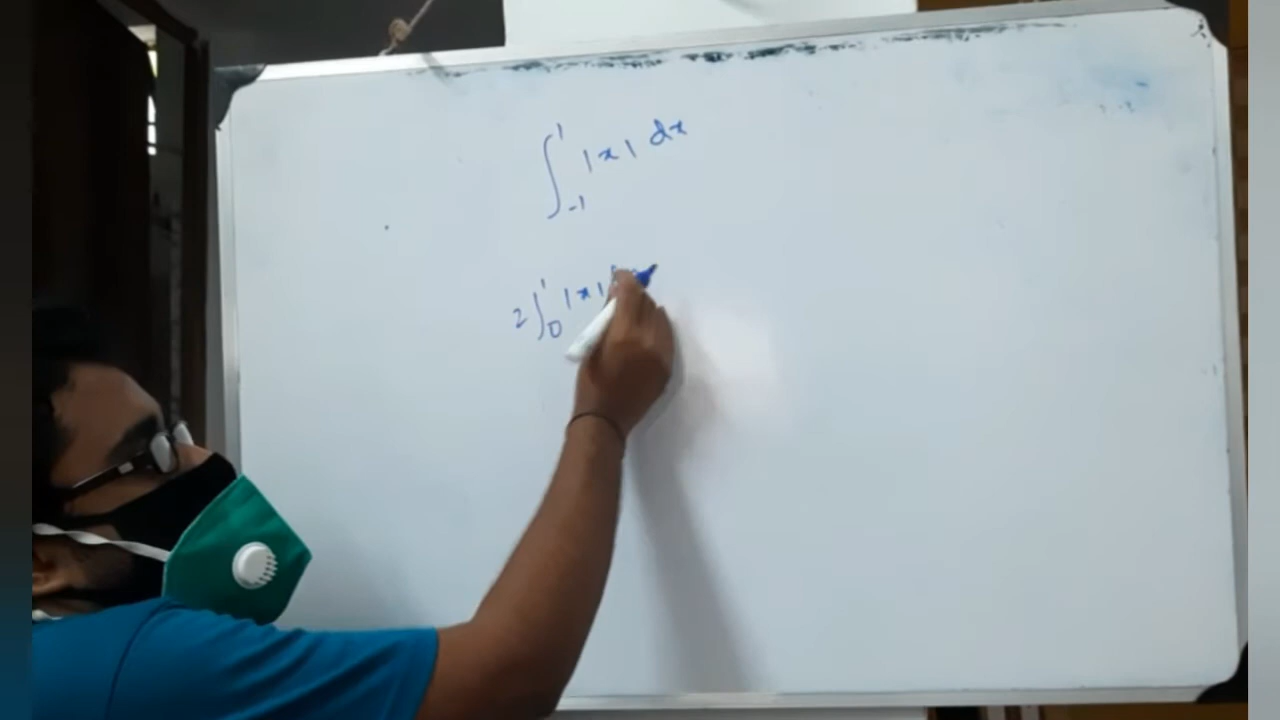 ∫₋₁¹ |x| dx
2∫₀¹ |x|